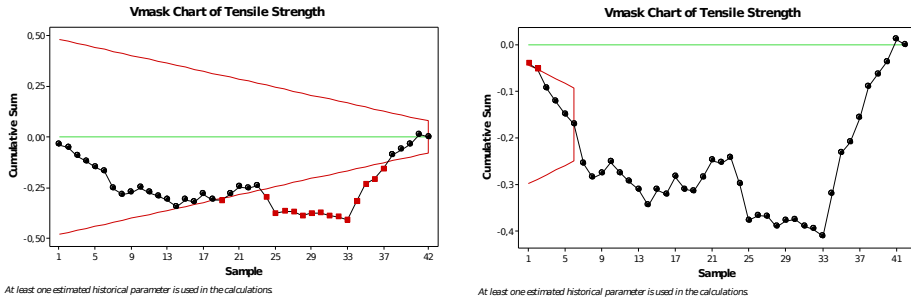 Vmask Chart of Tensile Strength
0,50
0,25
0,00
-0,25
-0,50
Cumulative Sum
1 5 9 13 17 21 25 29 33 37 42
Sample
At least one estimated historical parameter is used in the calculations.
Vmask Chart of Tensile Strength
0,0
-0,1
-0,2
-0,3
-0,4
Cumulative Sum
1 5 9 13 17 21 25 29 33 37 41
Sample
At least one estimated historical parameter is used in the calculations.